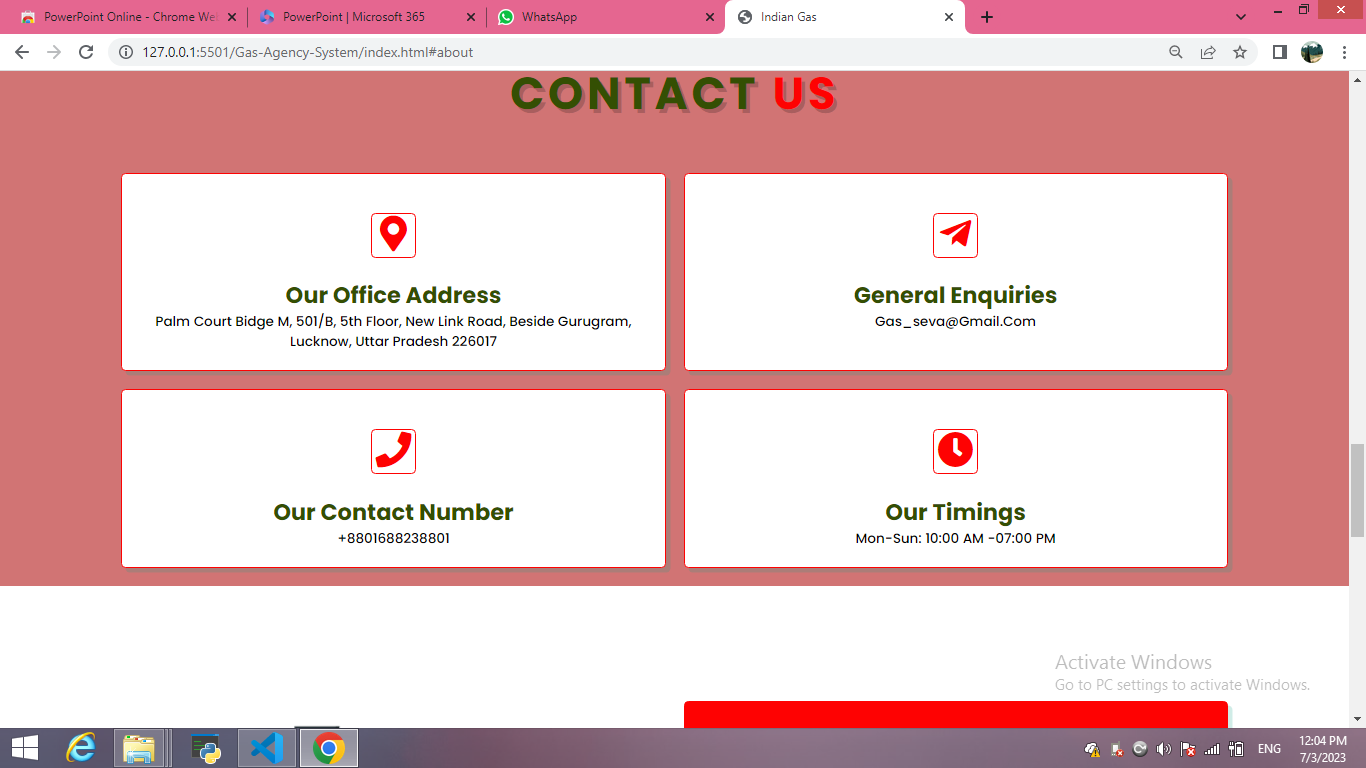 PowerPoint Online - Chrome We
PowerPoint | Microsoft 365
WhatsApp
Indian Gas
127.0.0.1:5501/Gas-Agency-System/index.html#about
CONTACT US
Our Office Address
Palm Court Bidge M, 501/B, 5th Floor, New Link Road, Beside Gurugram,
Lucknow, Uttar Pradesh 226017
General Enquiries
Gas_seva@Gmail.Com
Our Contact Number
+8801688238801
Our Timings
Mon-Sun: 10:00 AM -07:00 PM
Activate Windows
Go to PC settings to activate Windows.
ENG
12:04 PM
7/3/2023